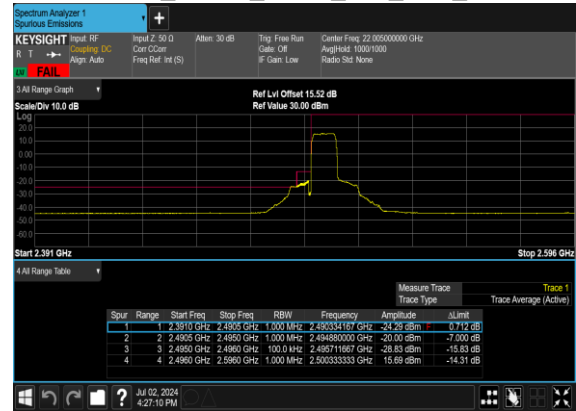 Spectrum Analyzer 1
Spurious Emissions
KEYSIGHT Input: RF Input Z: 50 Ω Atten: 30 dB Trig: Free Run Center Freq: 22.005000000 GHz
R T Coupling: DC Corr CCorr Gate: Off Avg|Hold: 1000/1000
Align: Auto Freq Ref: Int (S) IF Gain: Low Radio Std: None
LXI FAIL
3 All Range Graph
Ref Lvl Offset 15.52 dB
Scale/Div 10.0 dB Ref Value 30.00 dBm
Log
20.0
10.0
0.00
-10.0
-20.0
-30.0
-40.0
-50.0
-60.0
Start 2.391 GHz Stop 2.596 GHz
4 All Range Table
Measure Trace Trace 1
Trace Type Trace Average (Active)
Spur Range Start Freq Stop Freq RBW Frequency Amplitude ΔLimit
1 1 2.3910 GHz 2.4905 GHz 1.000 MHz 2.490334167 GHz -24.29 dBm F 0.712 dB
2 2 2.4905 GHz 2.4950 GHz 1.000 MHz 2.494880000 GHz -20.00 dBm -7.000 dB
3 3 2.4950 GHz 2.4960 GHz 100.0 kHz 2.495711667 GHz -28.83 dBm -15.83 dB
4 4 2.4960 GHz 2.5960 GHz 1.000 MHz 2.500333333 GHz 15.69 dBm -14.31 dB
Jul 02, 2024
4:27:10 PM